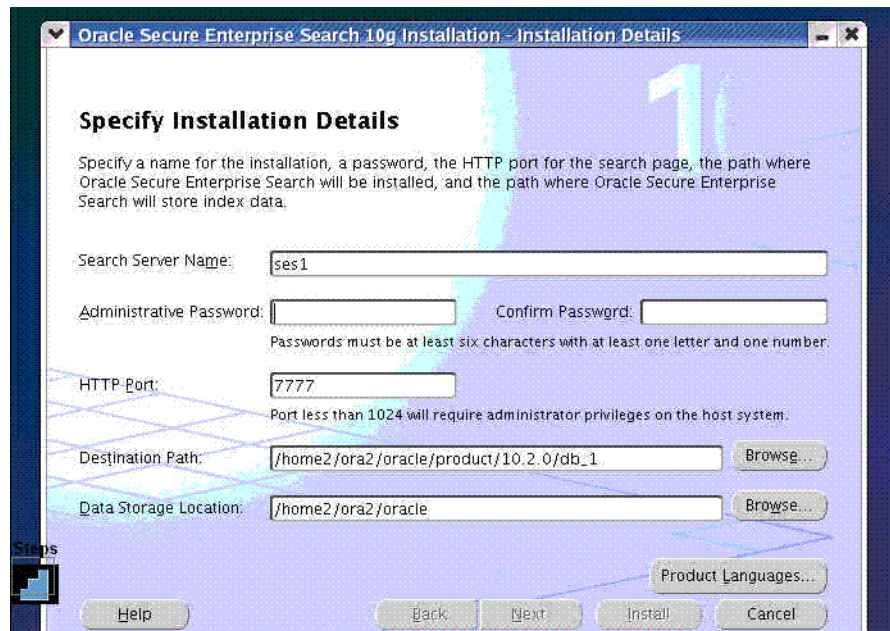 Oracle Secure Enterprise Search 10g Installation - Installation Details
Specify Installation Details
Specify a name for the installation, a password, the HTTP port for the search page, the path where
Oracle Secure Enterprise Search will be installed, and the path where Oracle Secure Enterprise
Search will store index data.
Search Server Name: ses1
Administrative Password: Confirm Password:
Passwords must be at least six characters with at least one letter and one number.
HTTP Port: 7777
Port less than 1024 will require administrator privileges on the host system.
Destination Path: /home2/ora2/oracle/product/10.2.0/db_1 Browse...
Data Storage Location: /home2/ora2/oracle Browse...
Steps
Product Languages...
Help Back Next Install Cancel